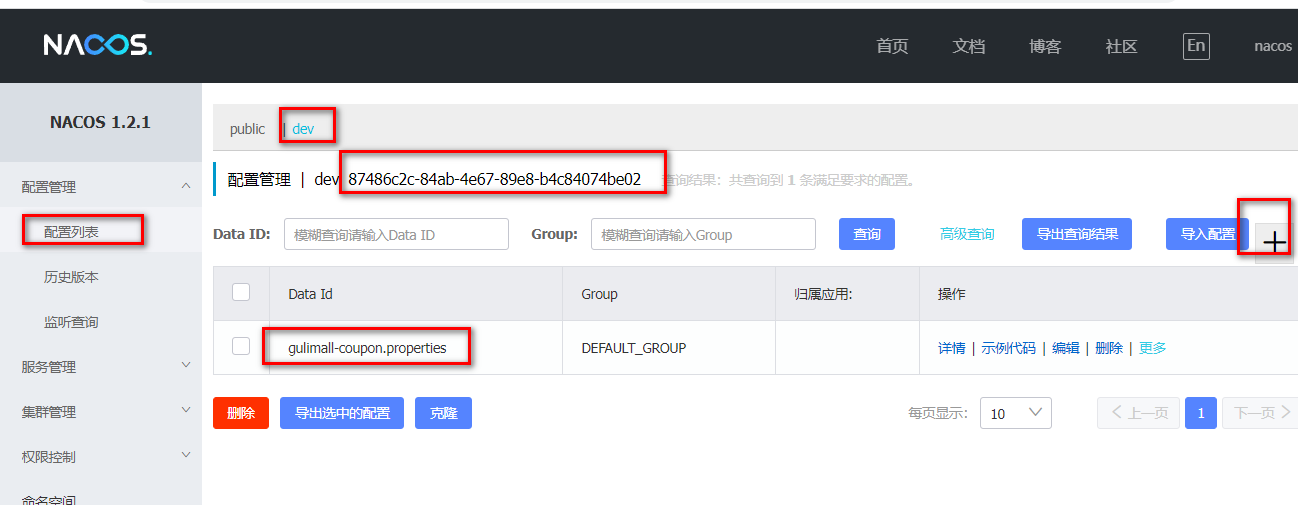 NACOS. 首页 文档 博客 社区 En nacos
NACOS 1.2.1
public | dev
配置管理 | dev 87486c2c-84ab-4e67-89e8-b4c84074be02 查询结果：共查询到 1 条满足要求的配置。
配置管理
配置列表
历史版本
监听查询
服务管理
集群管理
权限控制
命名空间
Data ID: 模糊查询请输入Data ID Group: 模糊查询请输入Group 查询 高级查询 导出查询结果 导入配置 +
Data Id Group 归属应用: 操作
gulimall-coupon.properties DEFAULT_GROUP 详情 | 示例代码 | 编辑 | 删除 | 更多
删除 导出选中的配置 克隆 每页显示: 10 上一页 1 下一页